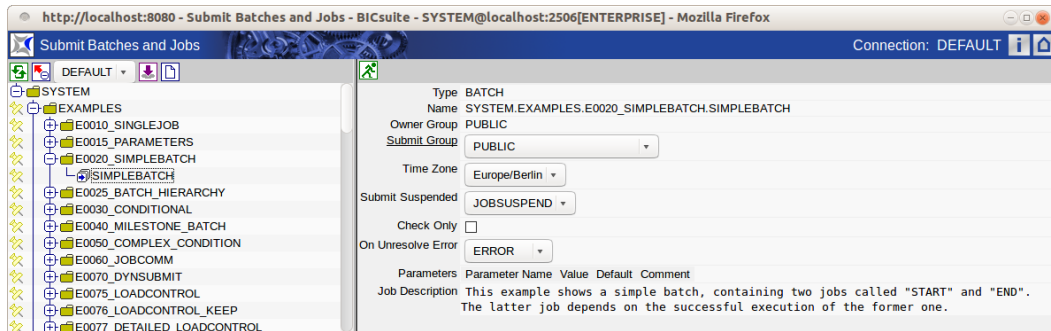 http://localhost:8080 - Submit Batches and Jobs - BICsuite - SYSTEM@localhost:2506[ENTERPRISE] - Mozilla Firefox
Submit Batches and Jobs
Connection: DEFAULT
DEFAULT
SYSTEM
EXAMPLES
E0010_SINGLEJOB
E0015_PARAMETERS
E0020_SIMPLEBATCH
SIMPLEBATCH
E0025_BATCH_HIERARCHY
E0030_CONDITIONAL
E0040_MILESTONE_BATCH
E0050_COMPLEX_CONDITION
E0060_JOBCOMM
E0070_DYNSUBMIT
E0075_LOADCONTROL
E0076_LOADCONTROL_KEEP
E0077_DETAILED_LOADCONTROL
Type BATCH
Name SYSTEM.EXAMPLES.E0020_SIMPLEBATCH.SIMPLEBATCH
Owner Group PUBLIC
Submit Group PUBLIC
Time Zone Europe/Berlin
Submit Suspended JOBSUSPEND
Check Only
On Unresolve Error ERROR
Parameters Parameter Name Value Default Comment
Job Description This example shows a simple batch, containing two jobs called "START" and "END".
The latter job depends on the successful execution of the former one.